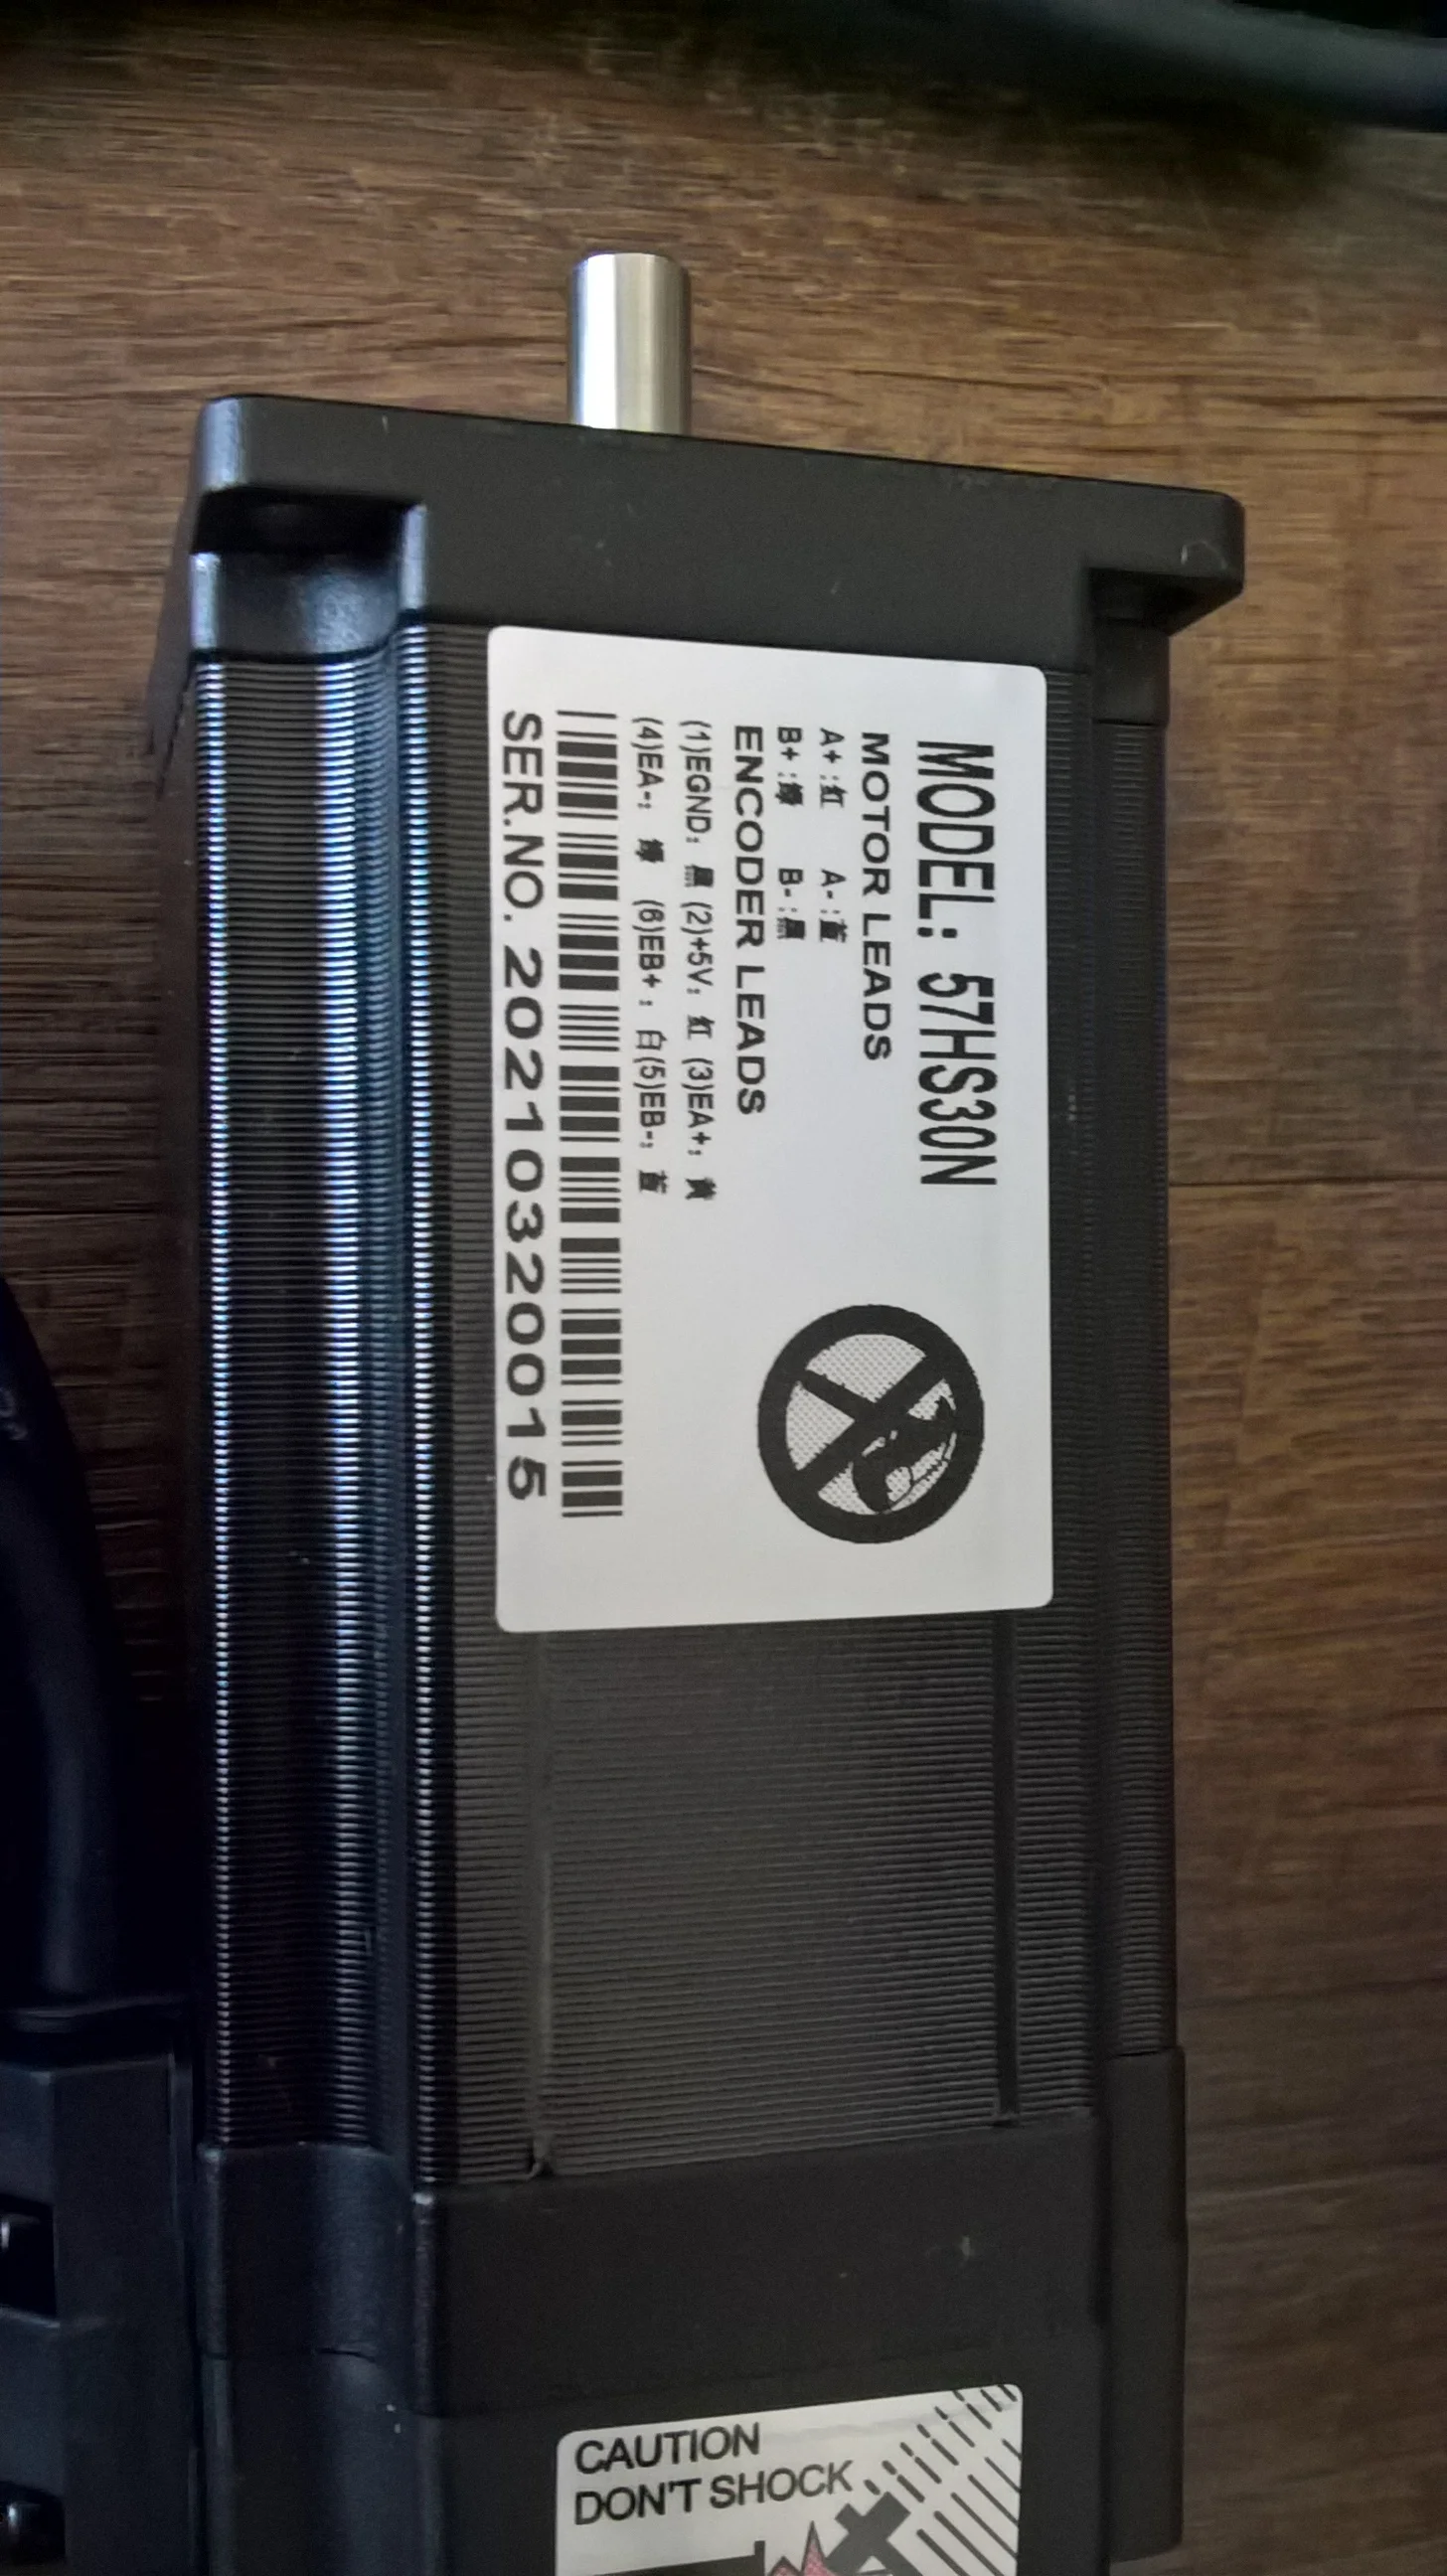 MODEL: 57HS30N
MOTOR LEADS
A+:红 A-:蓝
B+:绿 B-:黑
ENCODER LEADS
(1)EGND: 黑 (2)+5V: 红 (3)EA+: 黄
(4)EA-: 绿 (6)EB+: 白(5)EB-: 蓝
SER.NO. 20210320015
CAUTION
DON'T SHOCK